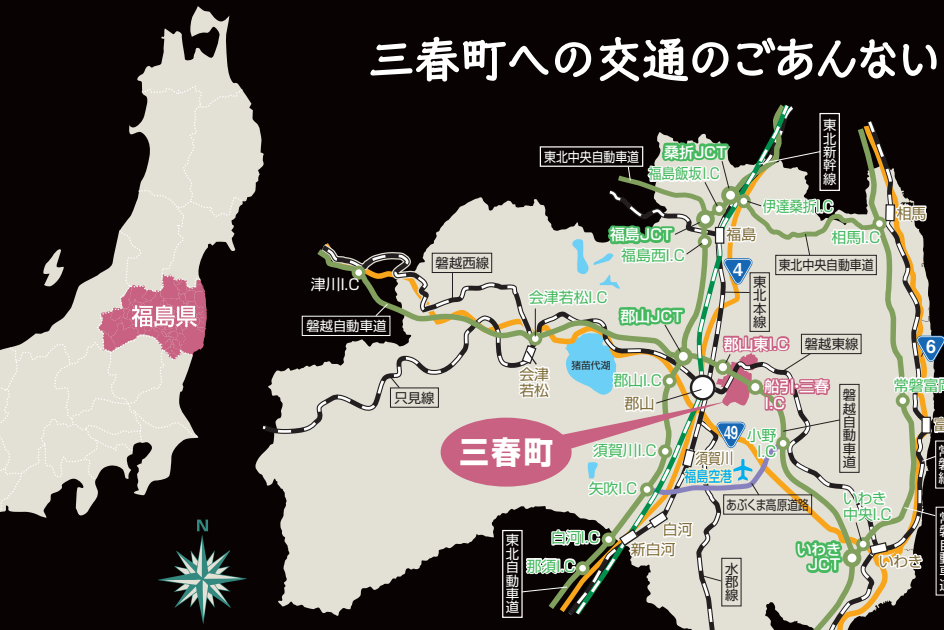 三春町への交通のごあんない
福島県
N
東北中央自動車道
桑折JCT
福島飯坂I.C
東北新幹線
伊達桑折I.C
相馬
福島JCT
福島
相馬I.C
福島西I.C
東北中央自動車道
4
東北本線
磐越西線
津川I.C
会津若松I.C
磐越自動車道
郡山JCT
郡山東I.C
磐越東線
6
猪苗代湖
会津
若松
郡山I.C
船引・三春
I.C
只見線
郡山
磐越自動車道
三春町
49
小野
I.C
須賀川I.C
須賀川
福島空港
矢吹I.C
あぶくま高原道路
いわき
中央I.C
白河
白河I.C
新白河
東北自動車道
那須I.C
水郡線
いわき
JCT
いわき